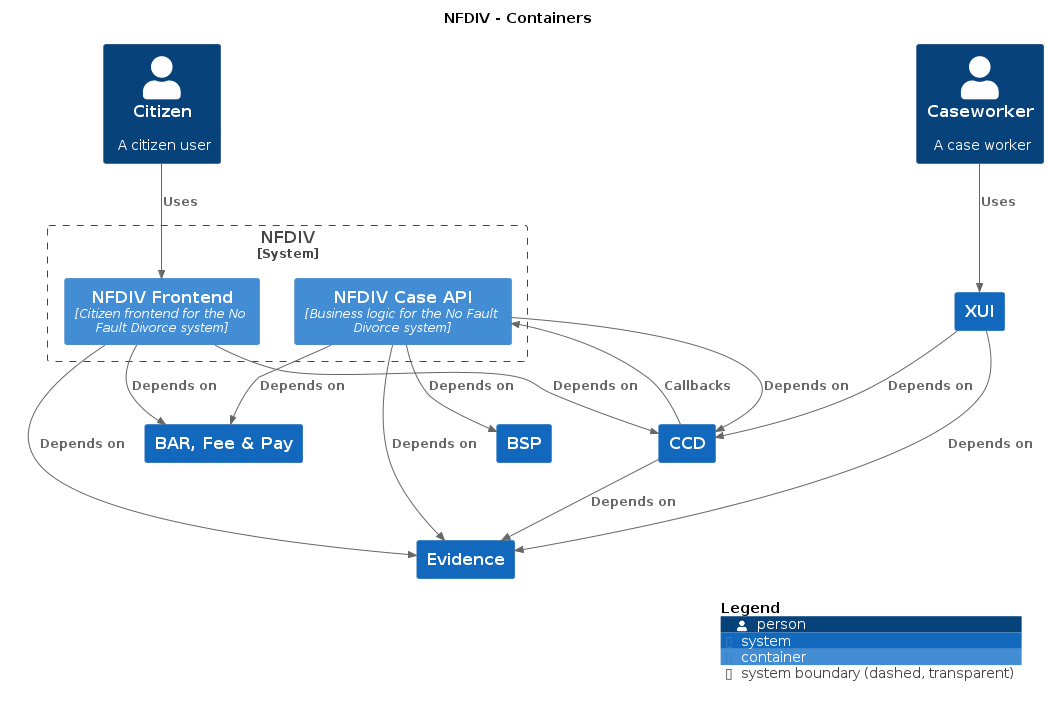 NFDIV - Containers
Citizen
A citizen user
Caseworker
A case worker
Uses
Uses
NFDIV
[System]
NFDIV Frontend
[Citizen frontend for the No
Fault Divorce system]
NFDIV Case API
[Business logic for the No Fault
Divorce system]
XUI
Depends on
Depends on
Depends on
Depends on
Callbacks
Depends on
Depends on
Depends on
BAR, Fee & Pay
Depends on
BSP
CCD
Depends on
Depends on
Evidence
Legend
person
system
container
system boundary (dashed, transparent)